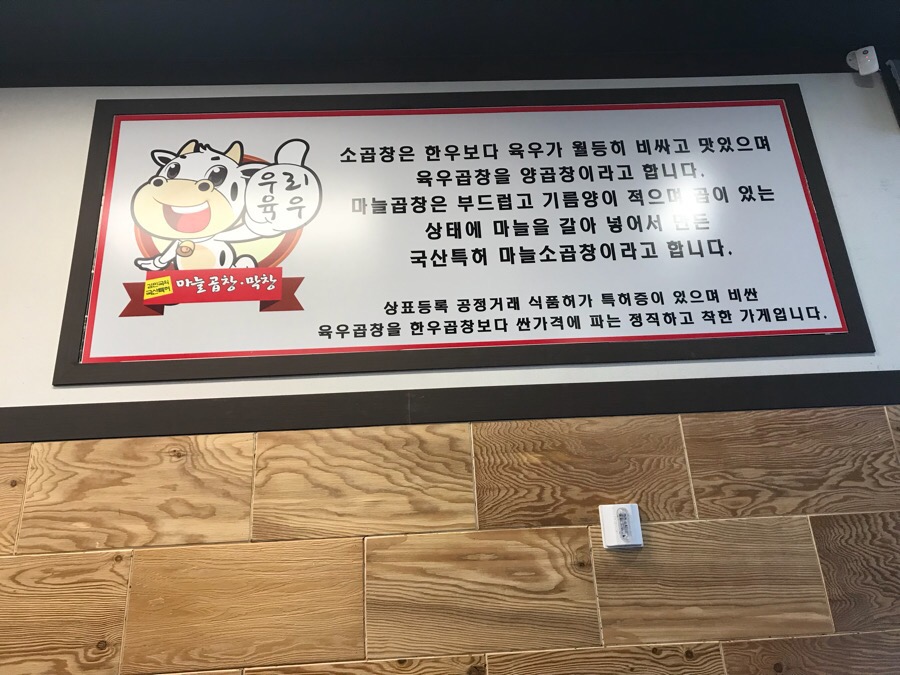 우리
육우
마늘곱창·막창
소곱창은 한우보다 육우가 월등히 비싸고 맛있으며
육우곱창을 양곱창이라고 합니다.
마늘곱창은 부드럽고 기름양이 적으며 곱이 있는
상태에 마늘을 갈아 넣어서 만든
국산특허 마늘소곱창이라고 합니다.
상표등록 공정거래 식품허가 특허증이 있으며 비싼
육우곱창을 한우곱창보다 싼가격에 파는 정직하고 착한 가게입니다.